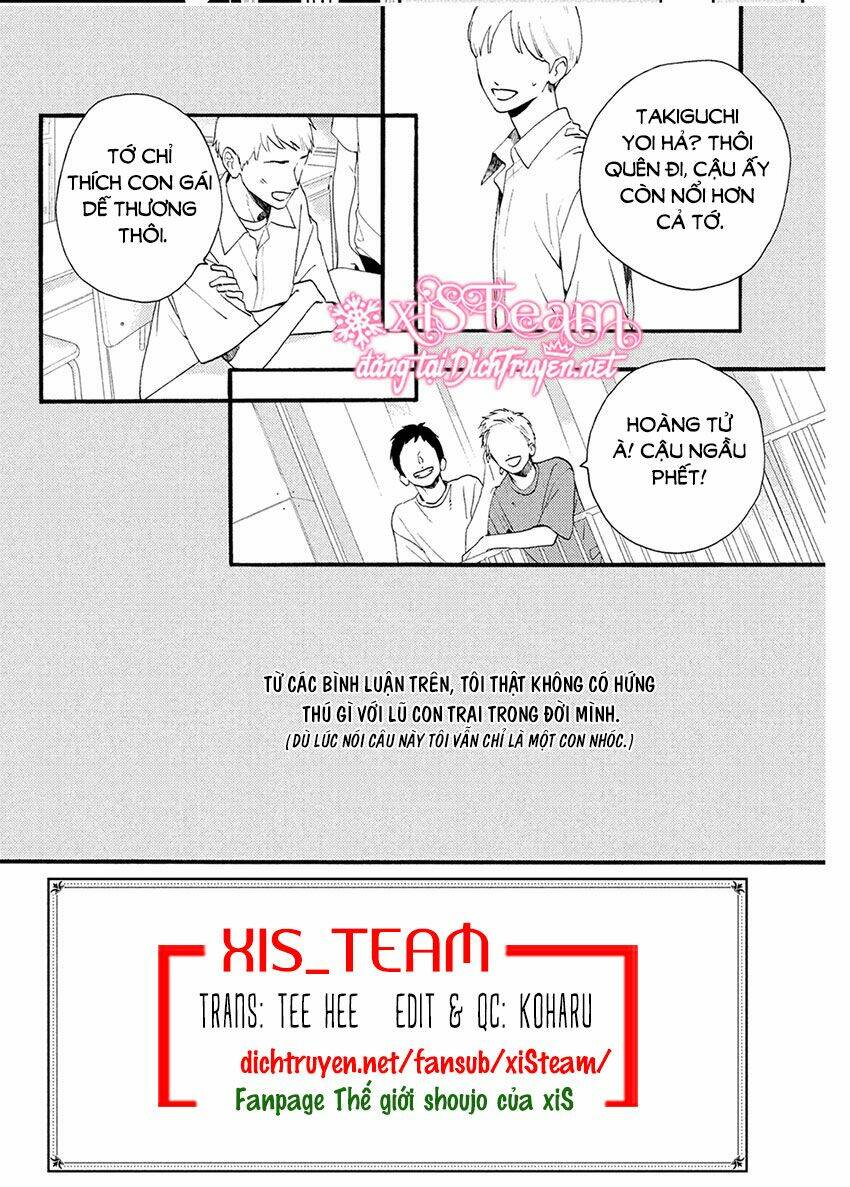 TAKIGUCHI
YOI HẢ? THÔI
QUÊN ĐI, CẬU ẤY
CÒN NỔI HƠN
CẢ TỚ.
TỚ CHỈ
THÍCH CON GÁI
DỄ THƯƠNG
THÔI.
xiSTeam
đăng tại DichTruyen.net
HOÀNG TỬ
À! CẬU NGẦU
PHẾT!
TỪ CÁC BÌNH LUẬN TRÊN, TÔI THẬT KHÔNG CÓ HỨNG
THÚ GÌ VỚI LŨ CON TRAI TRONG ĐỜI MÌNH.
(DÙ LÚC NÓI CÂU NÀY TÔI VẪN CHỈ LÀ MỘT CON NHÓC.)
XIS_TEAM
TRANS: TEE HEE EDIT & QC: KOHARU
dichtruyen.net/fansub/xiSteam/
Fanpage Thế giới shoujo của xiS